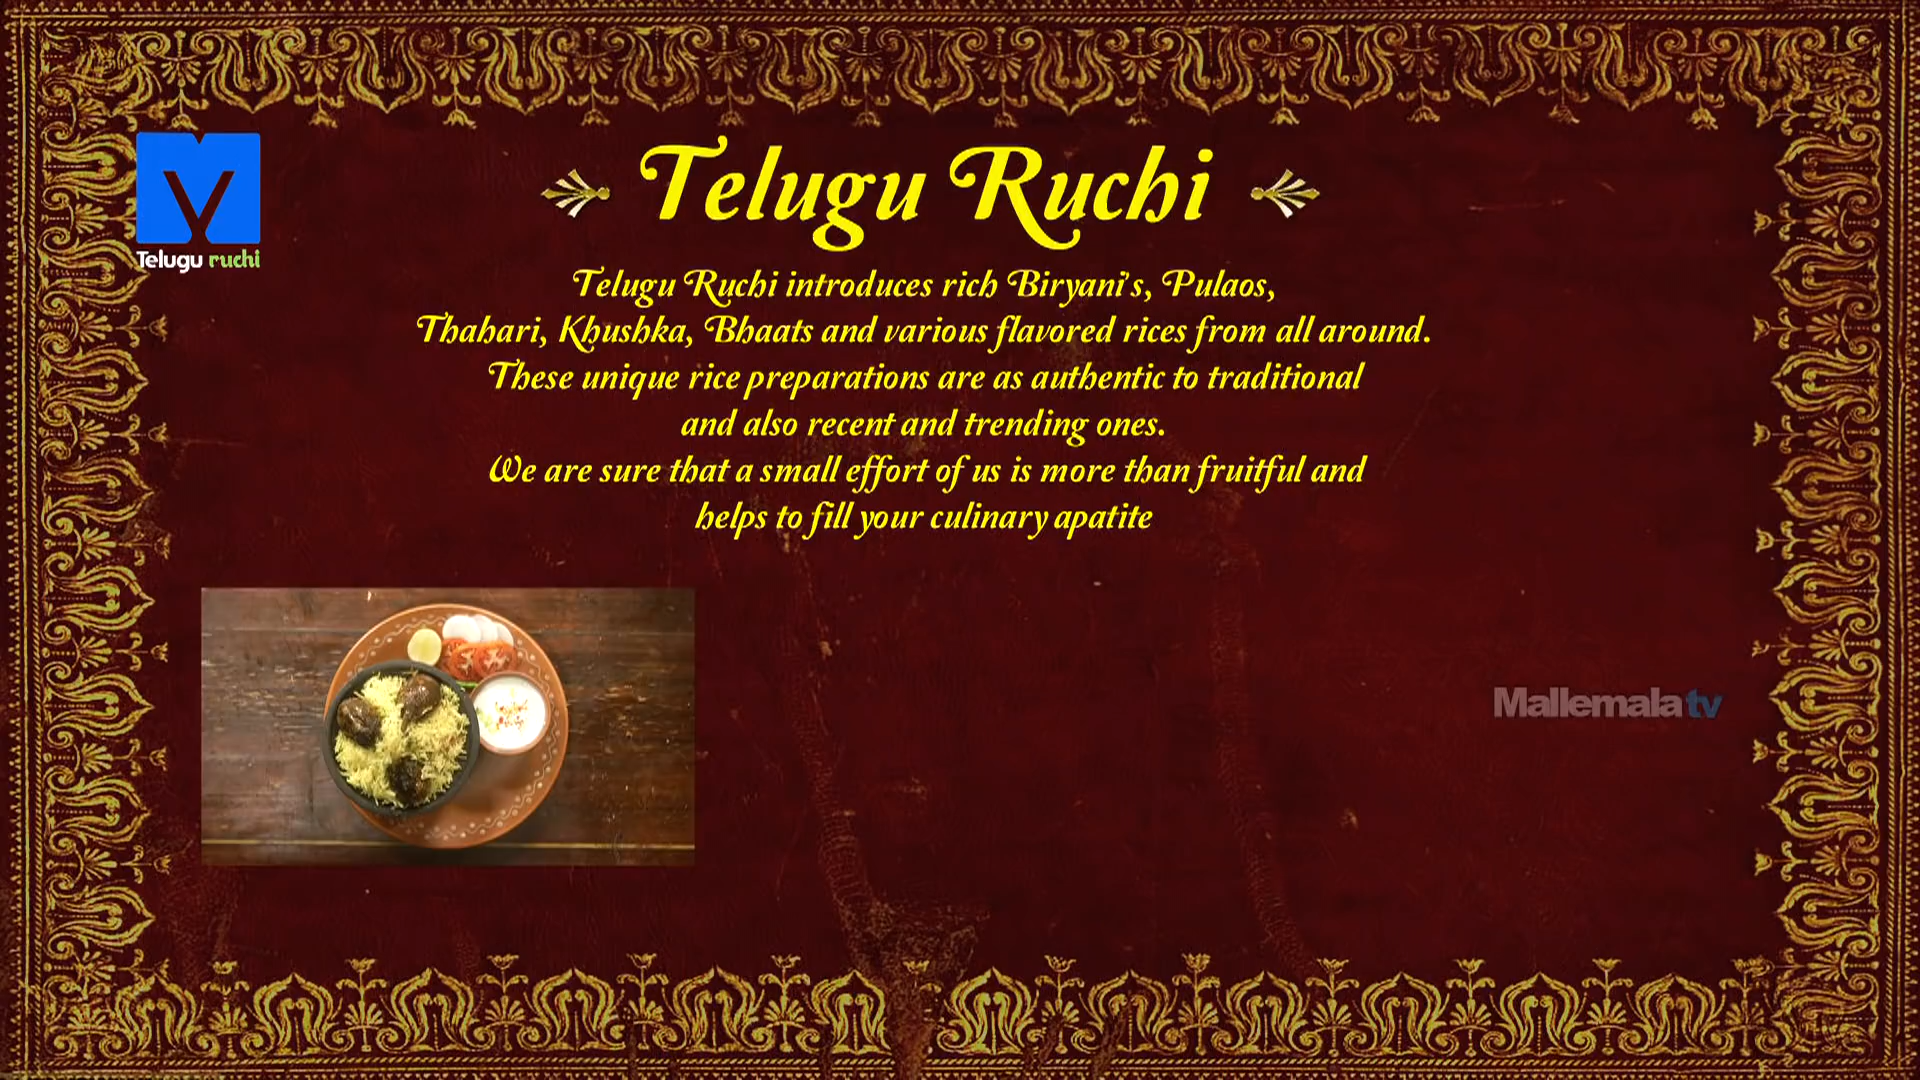 Telugu Ruchi
Telugu ruchi
Telugu Ruchi introduces rich Biryani's, Pulaos,
Thahari, Khushka, Bhaats and various flavored rices from all around.
These unique rice preparations are as authentic to traditional
and also recent and trending ones.
We are sure that a small effort of us is more than fruitful and
helps to fill your culinary apatite
Mallemala tv